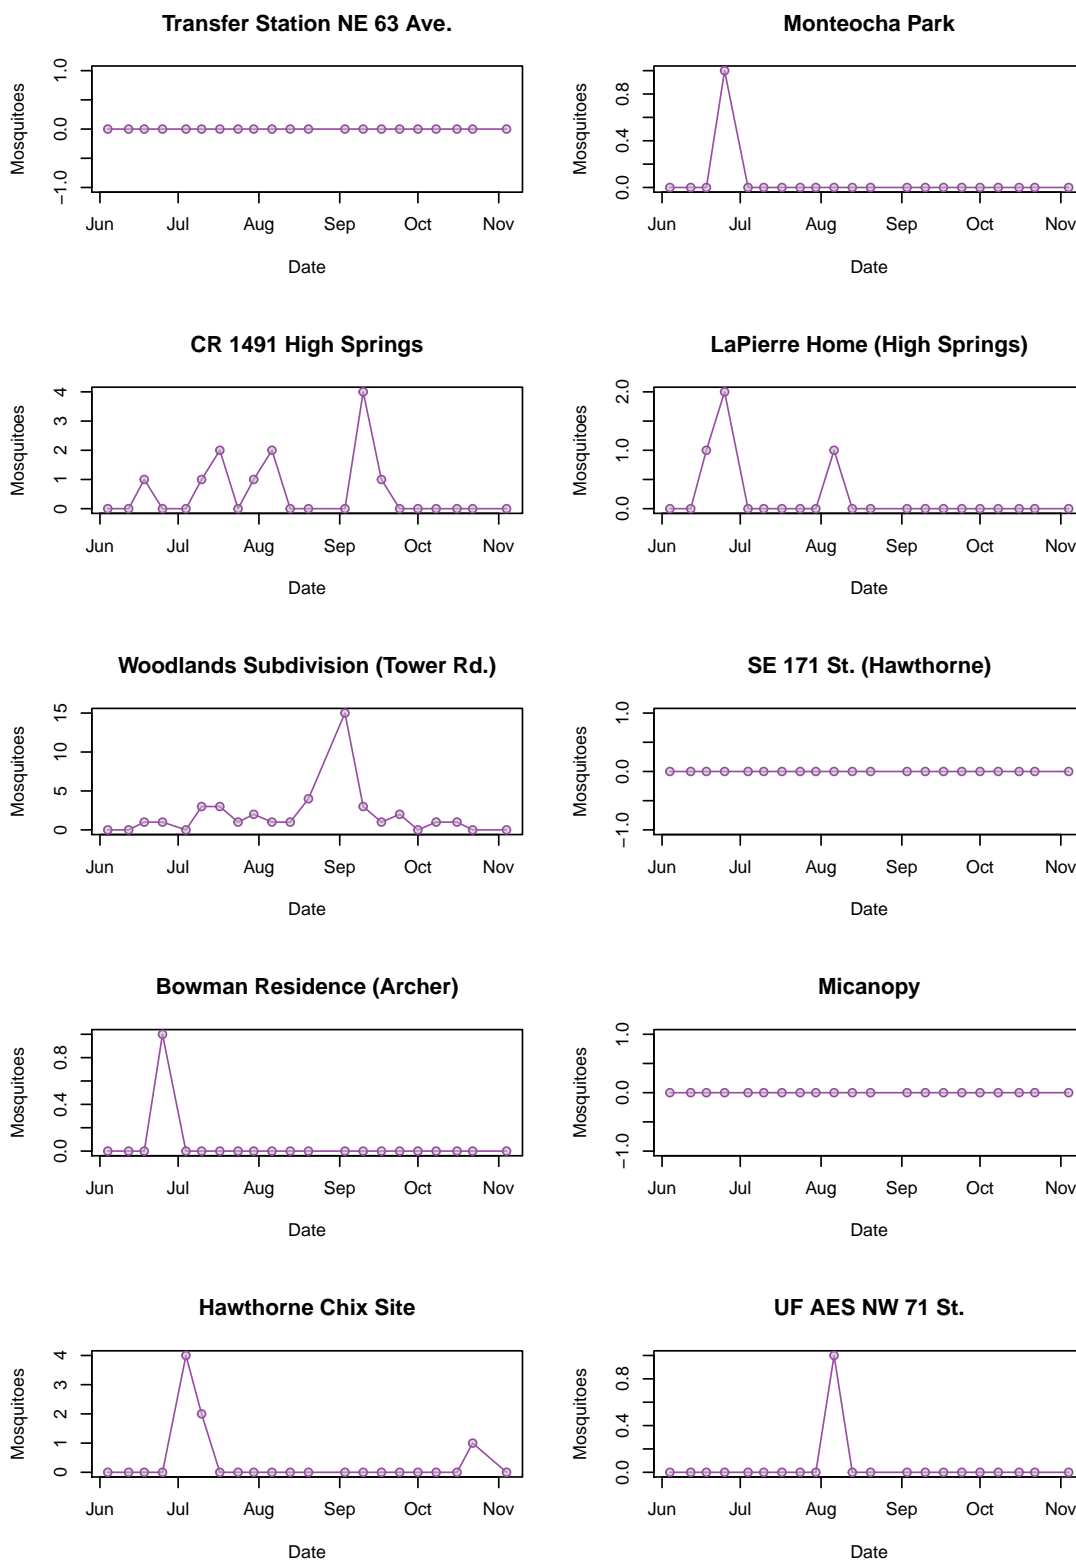 Transfer Station NE 63 Ave.
Mosquitoes
1.0
0.0
−1.0
Jun Jul Aug Sep Oct Nov
Date
Monteocha Park
Mosquitoes
0.8
0.4
0.0
Jun Jul Aug Sep Oct Nov
Date
CR 1491 High Springs
Mosquitoes
4
3
2
1
0
Jun Jul Aug Sep Oct Nov
Date
LaPierre Home (High Springs)
Mosquitoes
2.0
1.0
0.0
Jun Jul Aug Sep Oct Nov
Date
Woodlands Subdivision (Tower Rd.)
Mosquitoes
15
10
5
0
Jun Jul Aug Sep Oct Nov
Date
SE 171 St. (Hawthorne)
Mosquitoes
1.0
0.0
−1.0
Jun Jul Aug Sep Oct Nov
Date
Bowman Residence (Archer)
Mosquitoes
0.8
0.4
0.0
Jun Jul Aug Sep Oct Nov
Date
Micanopy
Mosquitoes
1.0
0.0
−1.0
Jun Jul Aug Sep Oct Nov
Date
Hawthorne Chix Site
Mosquitoes
4
3
2
1
0
Jun Jul Aug Sep Oct Nov
Date
UF AES NW 71 St.
Mosquitoes
0.8
0.4
0.0
Jun Jul Aug Sep Oct Nov
Date